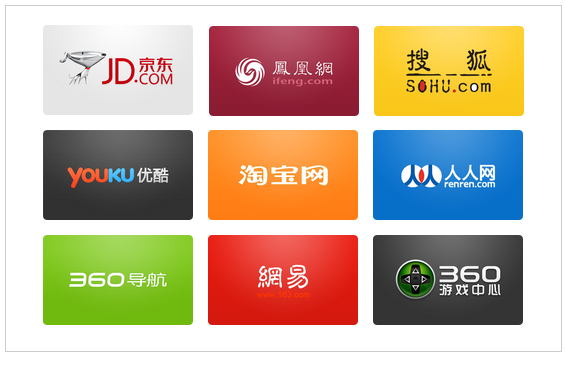 JD.京东
.COM
鳳凰網
ifeng.com
搜狐
SOHU.com
YOUKU优酷
淘宝网
人人网
renren.com
360导航
網易
www.163.com
360
游戏中心